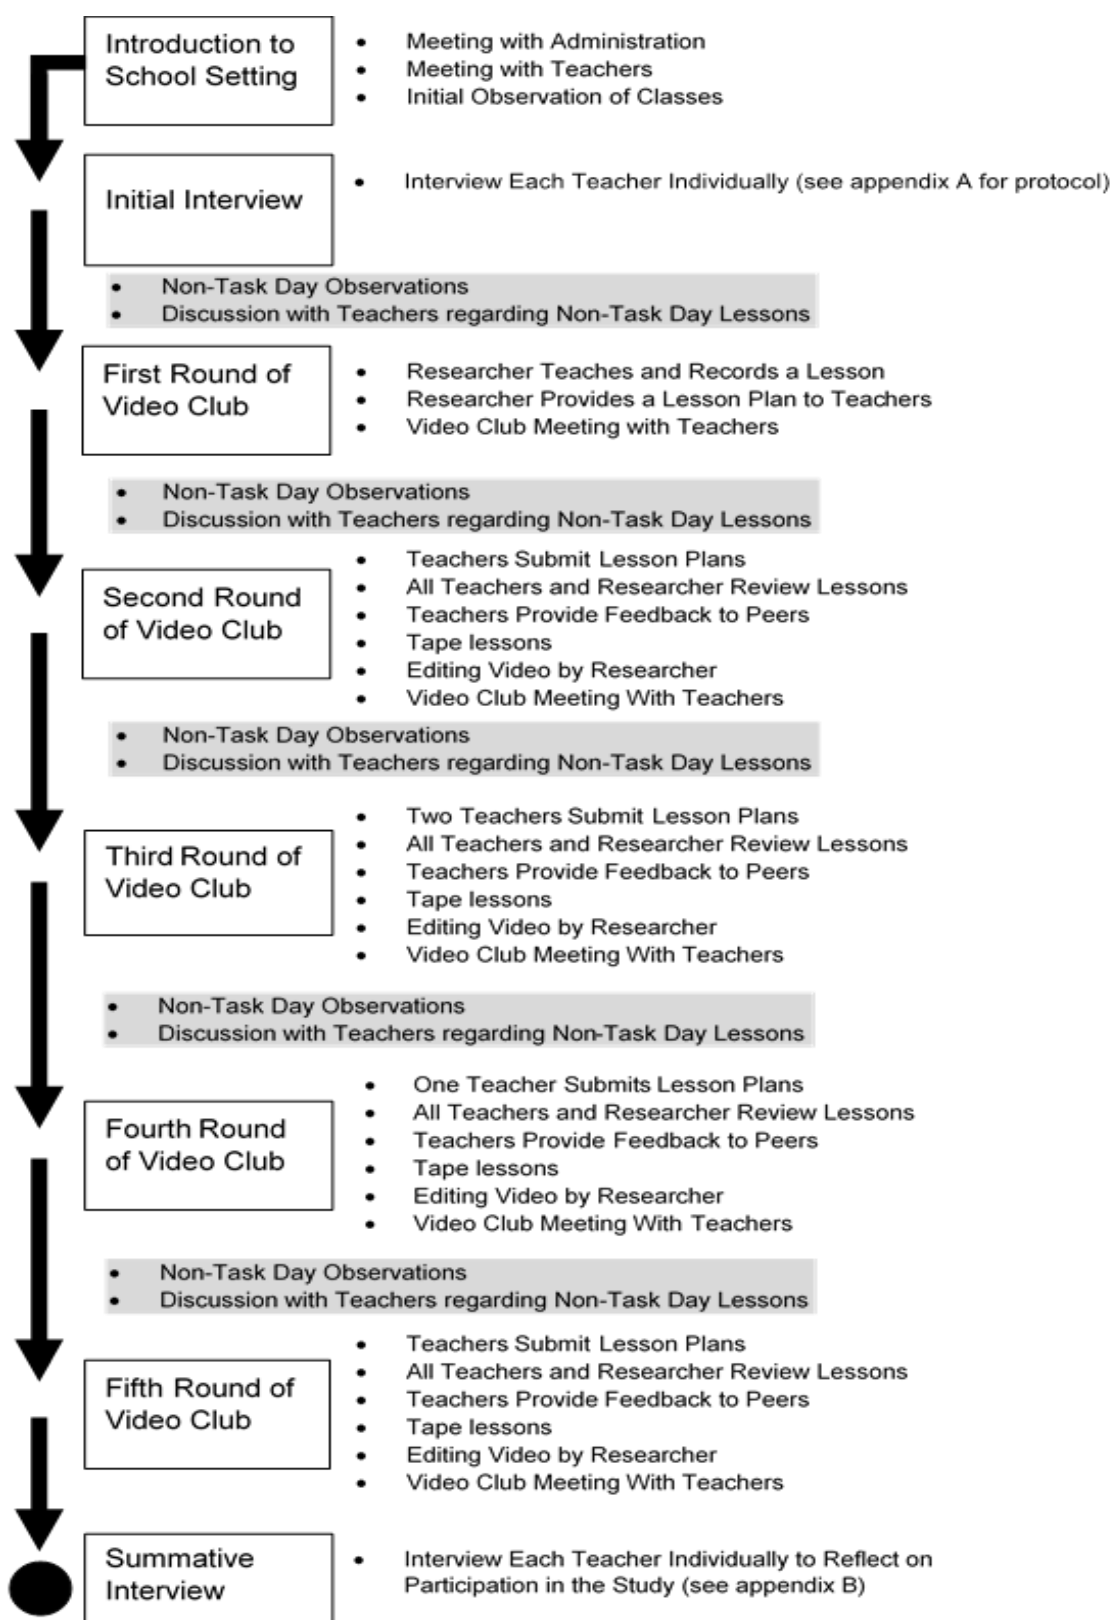 Introduction to
School Setting
• Meeting with Administration
• Meeting with Teachers
• Initial Observation of Classes
Initial Interview
• Interview Each Teacher Individually (see appendix A for protocol)
• Non-Task Day Observations
• Discussion with Teachers regarding Non-Task Day Lessons
First Round of
Video Club
• Researcher Teaches and Records a Lesson
• Researcher Provides a Lesson Plan to Teachers
• Video Club Meeting with Teachers
• Non-Task Day Observations
• Discussion with Teachers regarding Non-Task Day Lessons
Second Round
of Video Club
• Teachers Submit Lesson Plans
• All Teachers and Researcher Review Lessons
• Teachers Provide Feedback to Peers
• Tape lessons
• Editing Video by Researcher
• Video Club Meeting With Teachers
• Non-Task Day Observations
• Discussion with Teachers regarding Non-Task Day Lessons
Third Round of
Video Club
• Two Teachers Submit Lesson Plans
• All Teachers and Researcher Review Lessons
• Teachers Provide Feedback to Peers
• Tape lessons
• Editing Video by Researcher
• Video Club Meeting With Teachers
• Non-Task Day Observations
• Discussion with Teachers regarding Non-Task Day Lessons
Fourth Round
of Video Club
• One Teacher Submits Lesson Plans
• All Teachers and Researcher Review Lessons
• Teachers Provide Feedback to Peers
• Tape lessons
• Editing Video by Researcher
• Video Club Meeting With Teachers
• Non-Task Day Observations
• Discussion with Teachers regarding Non-Task Day Lessons
Fifth Round of
Video Club
• Teachers Submit Lesson Plans
• All Teachers and Researcher Review Lessons
• Teachers Provide Feedback to Peers
• Tape lessons
• Editing Video by Researcher
• Video Club Meeting With Teachers
Summative
Interview
• Interview Each Teacher Individually to Reflect on
Participation in the Study (see appendix B)